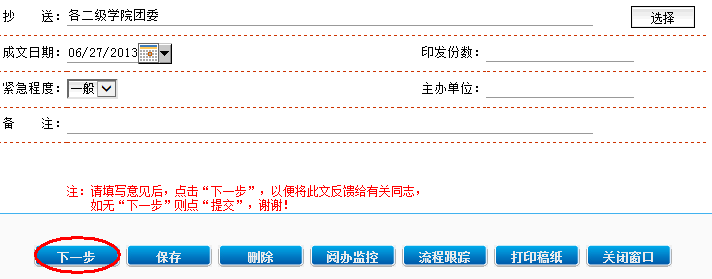 抄　　送：各二级学院团委 选择
成文日期：06/27/2013 印发份数：
紧急程度：一般 主办单位：
备　　注：
注：请填写意见后，点击“下一步”，以便将此文反馈给有关同志，
如无“下一步”则点“提交”，谢谢！
下一步 保存 删除 阅办监控 流程跟踪 打印稿纸 关闭窗口